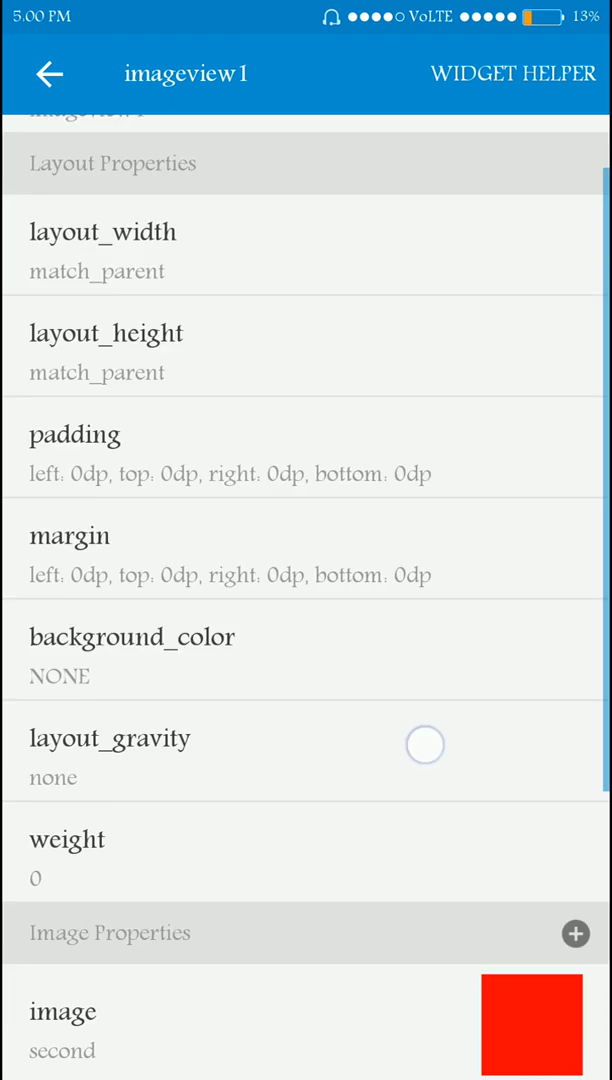 5:00 PM VoLTE 13%
imageview1 WIDGET HELPER
imageview1
Layout Properties
layout_width
match_parent
layout_height
match_parent
padding
left: 0dp, top: 0dp, right: 0dp, bottom: 0dp
margin
left: 0dp, top: 0dp, right: 0dp, bottom: 0dp
background_color
NONE
layout_gravity
none
weight
0
Image Properties
image
second